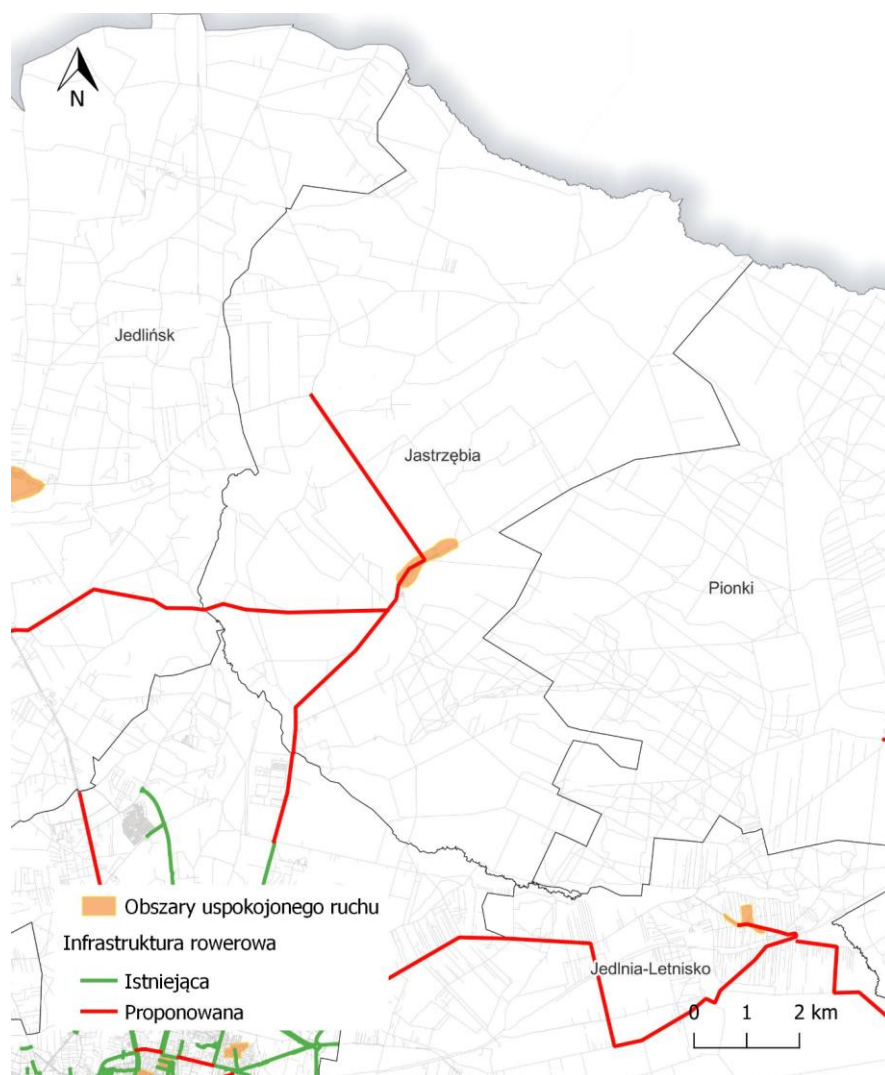 N
Jedlińsk
Jastrzębia
Pionki
Obszary uspokojonego ruchu
Infrastruktura rowerowa
Istniejąca
Proponowana
Jedlnia-Letnisko
0 1 2 km